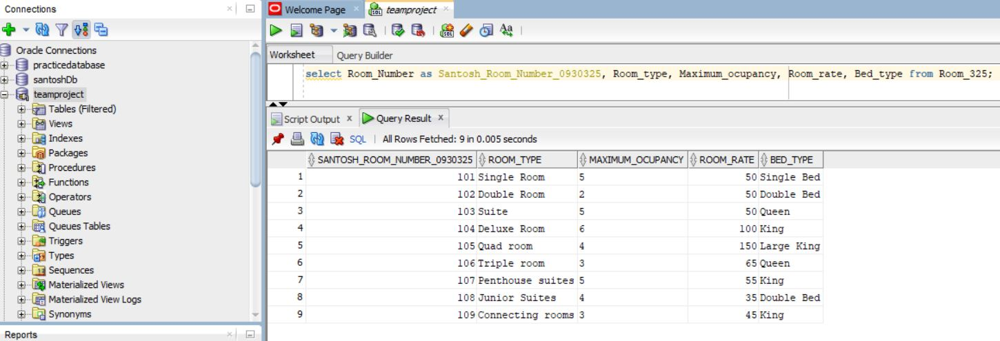 Connections
Oracle Connections
practicedatabase
santoshDb
teamproject
Tables (Filtered)
Views
Indexes
Packages
Procedures
Functions
Operators
Queues
Queues Tables
Triggers
Types
Sequences
Materialized Views
Materialized View Logs
Synonyms
Reports
Welcome Page
teamproject
Worksheet Query Builder
select Room_Number as Santosh_Room_Number_0930325, Room_type, Maximum_ocupancy, Room_rate, Bed_type from Room_325;
Script Output x Query Result x
SQL | All Rows Fetched: 9 in 0.005 seconds
SANTOSH_ROOM_NUMBER_0930325 ROOM_TYPE MAXIMUM_OCUPANCY ROOM_RATE BED_TYPE
1 101 Single Room 5 50 Single Bed
2 102 Double Room 2 50 Double Bed
3 103 Suite 5 50 Queen
4 104 Deluxe Room 6 100 King
5 105 Quad room 4 150 Large King
6 106 Triple room 3 65 Queen
7 107 Penthouse suites 5 55 King
8 108 Junior Suites 4 35 Double Bed
9 109 Connecting rooms 3 45 King